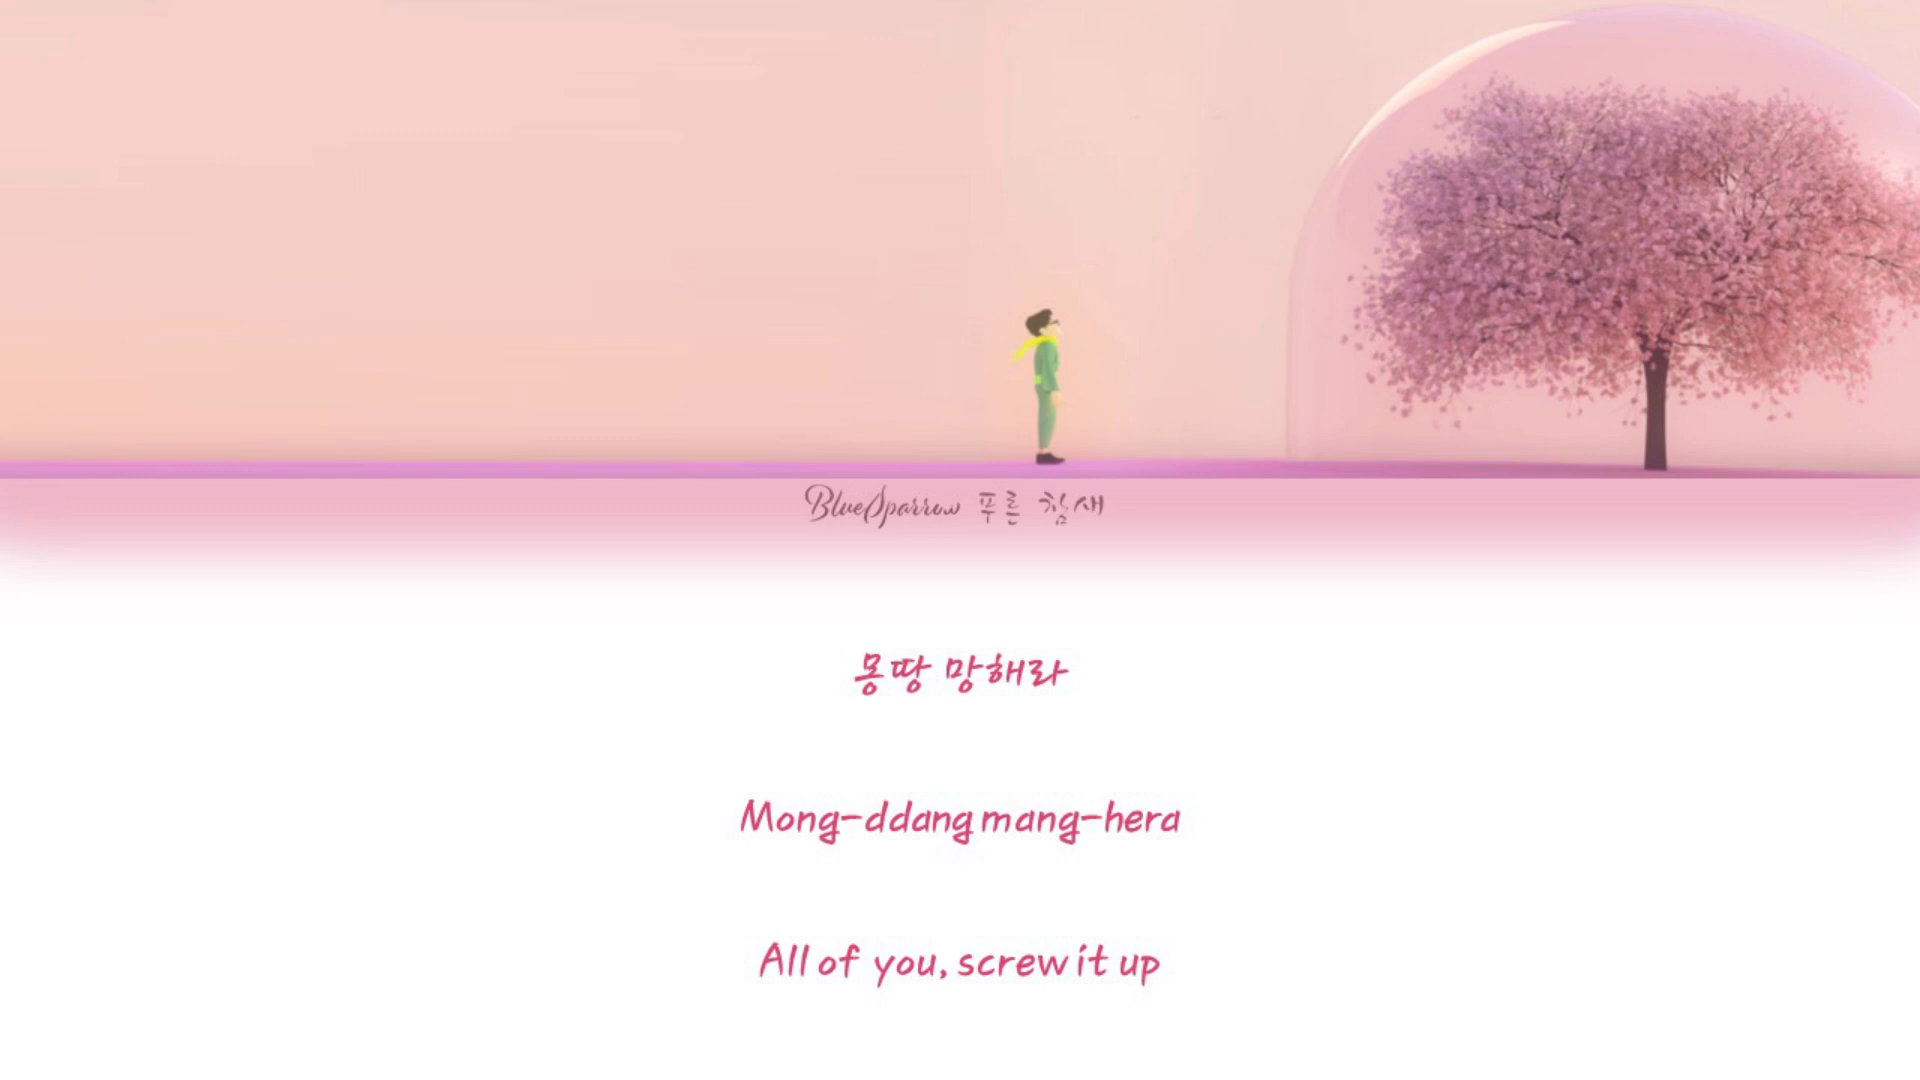 BlueSparrow 푸른 참새
몽땅 망해라
Mong-ddang mang-hera
All of you, screw it up